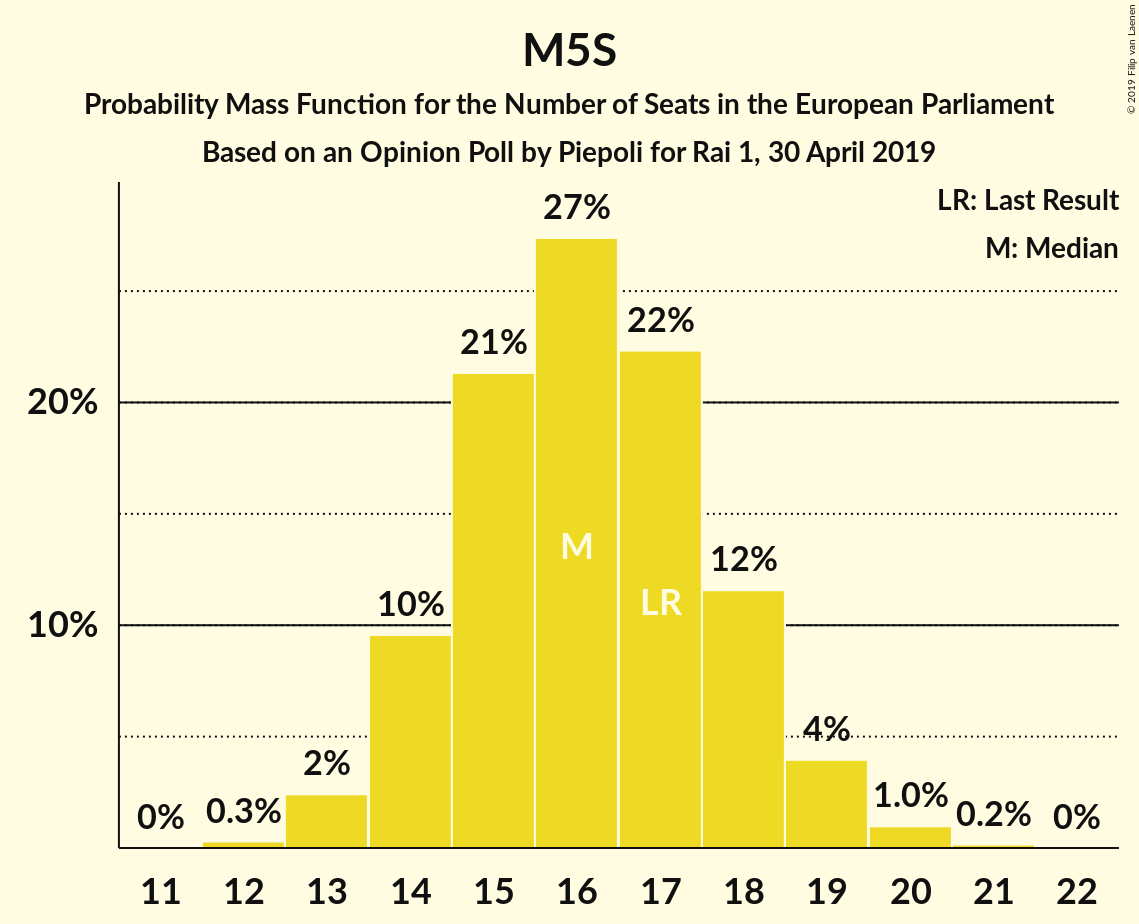 M5S
Probability Mass Function for the Number of Seats in the European Parliament
Based on an Opinion Poll by Piepoli for Rai 1, 30 April 2019
© 2019 Filip van Laenen
LR: Last Result
M: Median
27%
22%
21%
20%
M
12%
LR
10%
10%
4%
2%
1.0%
0.3%
0.2%
0%
0%
11 12 13 14 15 16 17 18 19 20 21 22